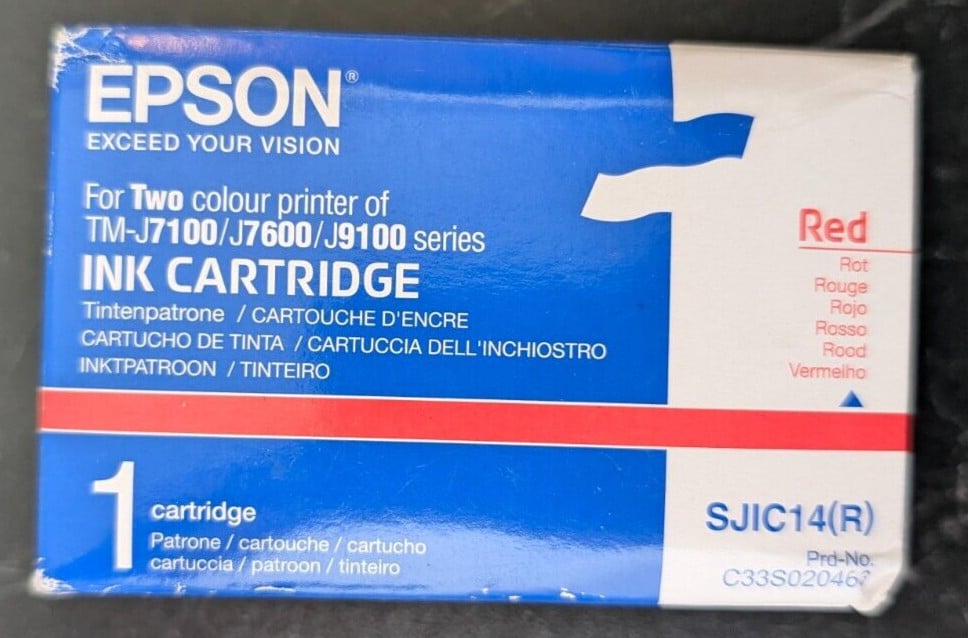 EPSON®
EXCEED YOUR VISION
For Two colour printer of
TM-J7100/J7600/J9100 series
INK CARTRIDGE
Tintenpatrone / CARTOUCHE D'ENCRE
CARTUCHO DE TINTA / CARTUCCIA DELL'INCHIOSTRO
INKTPATROON / TINTEIRO
Red
Rot
Rouge
Rojo
Rosso
Rood
Vermelho
1 cartridge
Patrone / cartouche / cartucho
cartuccia / patroon / tinteiro
SJIC14(R)
Prd-No.